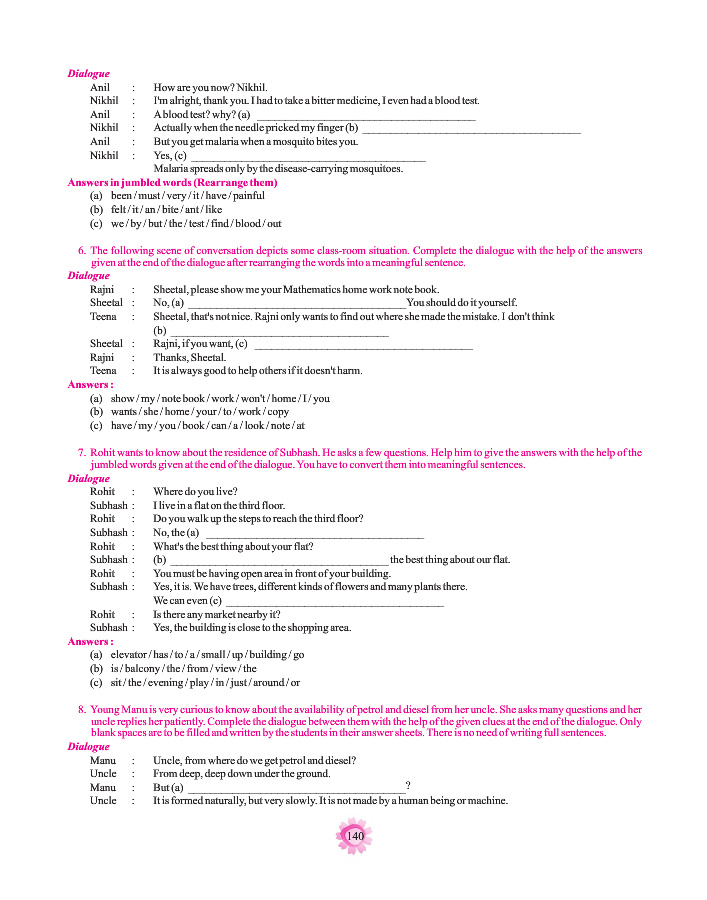 Dialogue
Anil : How are you now? Nikhil.
Nikhil : I'm alright, thank you. I had to take a bitter medicine, I even had a blood test.
Anil : A blood test? why? (a) ________________________________________
Nikhil : Actually when the needle pricked my finger (b) ________________________________________
Anil : But you get malaria when a mosquito bites you.
Nikhil : Yes, (c) ________________________________________
Malaria spreads only by the disease-carrying mosquitoes.
Answers in jumbled words (Rearrange them)
(a) been / must / very / it / have / painful
(b) felt / it / an / bite / ant / like
(c) we / by / but / the / test / find / blood / out
6. The following scene of conversation depicts some class-room situation. Complete the dialogue with the help of the answers
given at the end of the dialogue after rearranging the words into a meaningful sentence.
Dialogue
Rajni : Sheetal, please show me your Mathematics home work note book.
Sheetal : No, (a) ________________________________________You should do it yourself.
Teena : Sheetal, that's not nice. Rajni only wants to find out where she made the mistake. I don't think
(b) ________________________________________
Sheetal : Rajni, if you want, (c) ________________________________________
Rajni : Thanks, Sheetal.
Teena : It is always good to help others if it doesn't harm.
Answers :
(a) show / my / note book / work / won't / home / I / you
(b) wants / she / home / your / to / work / copy
(c) have / my / you / book / can / a / look / note / at
7. Rohit wants to know about the residence of Subhash. He asks a few questions. Help him to give the answers with the help of the
jumbled words given at the end of the dialogue. You have to convert them into meaningful sentences.
Dialogue
Rohit : Where do you live?
Subhash : I live in a flat on the third floor.
Rohit : Do you walk up the steps to reach the third floor?
Subhash : No, the (a) ________________________________________
Rohit : What's the best thing about your flat?
Subhash : (b) ________________________________________ the best thing about our flat.
Rohit : You must be having open area in front of your building.
Subhash : Yes, it is. We have trees, different kinds of flowers and many plants there.
We can even (c) ________________________________________
Rohit : Is there any market nearby it?
Subhash : Yes, the building is close to the shopping area.
Answers :
(a) elevator / has / to / a / small / up / building / go
(b) is / balcony / the / from / view / the
(c) sit / the / evening / play / in / just / around / or
8. Young Manu is very curious to know about the availability of petrol and diesel from her uncle. She asks many questions and her
uncle replies her patiently. Complete the dialogue between them with the help of the given clues at the end of the dialogue. Only
blank spaces are to be filled and written by the students in their answer sheets. There is no need of writing full sentences.
Dialogue
Manu : Uncle, from where do we get petrol and diesel?
Uncle : From deep, deep down under the ground.
Manu : But (a) ________________________________________?
Uncle : It is formed naturally, but very slowly. It is not made by a human being or machine.
140